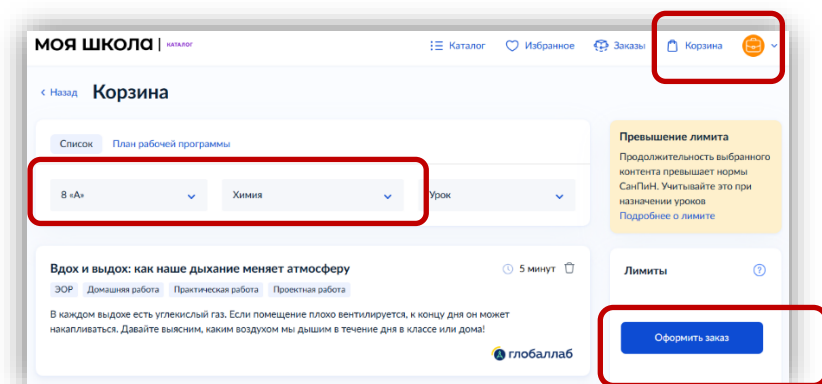 МОЯ ШКОЛА | КАТАЛОГ
Каталог
Избранное
Заказы
Корзина
‹ Назад
Корзина
Список
План рабочей программы
8 «А»
Химия
Урок
Вдох и выдох: как наше дыхание меняет атмосферу
5 минут
ЭОР
Домашняя работа
Практическая работа
Проектная работа
В каждом выдохе есть углекислый газ. Если помещение плохо вентилируется, к концу дня он может
накапливаться. Давайте выясним, каким воздухом мы дышим в течение дня в классе или дома!
глобаллаб
Превышение лимита
Продолжительность выбранного
контента превышает нормы
СанПиН. Учитывайте это при
назначении уроков
Подробнее о лимите
Лимиты
?
Оформить заказ